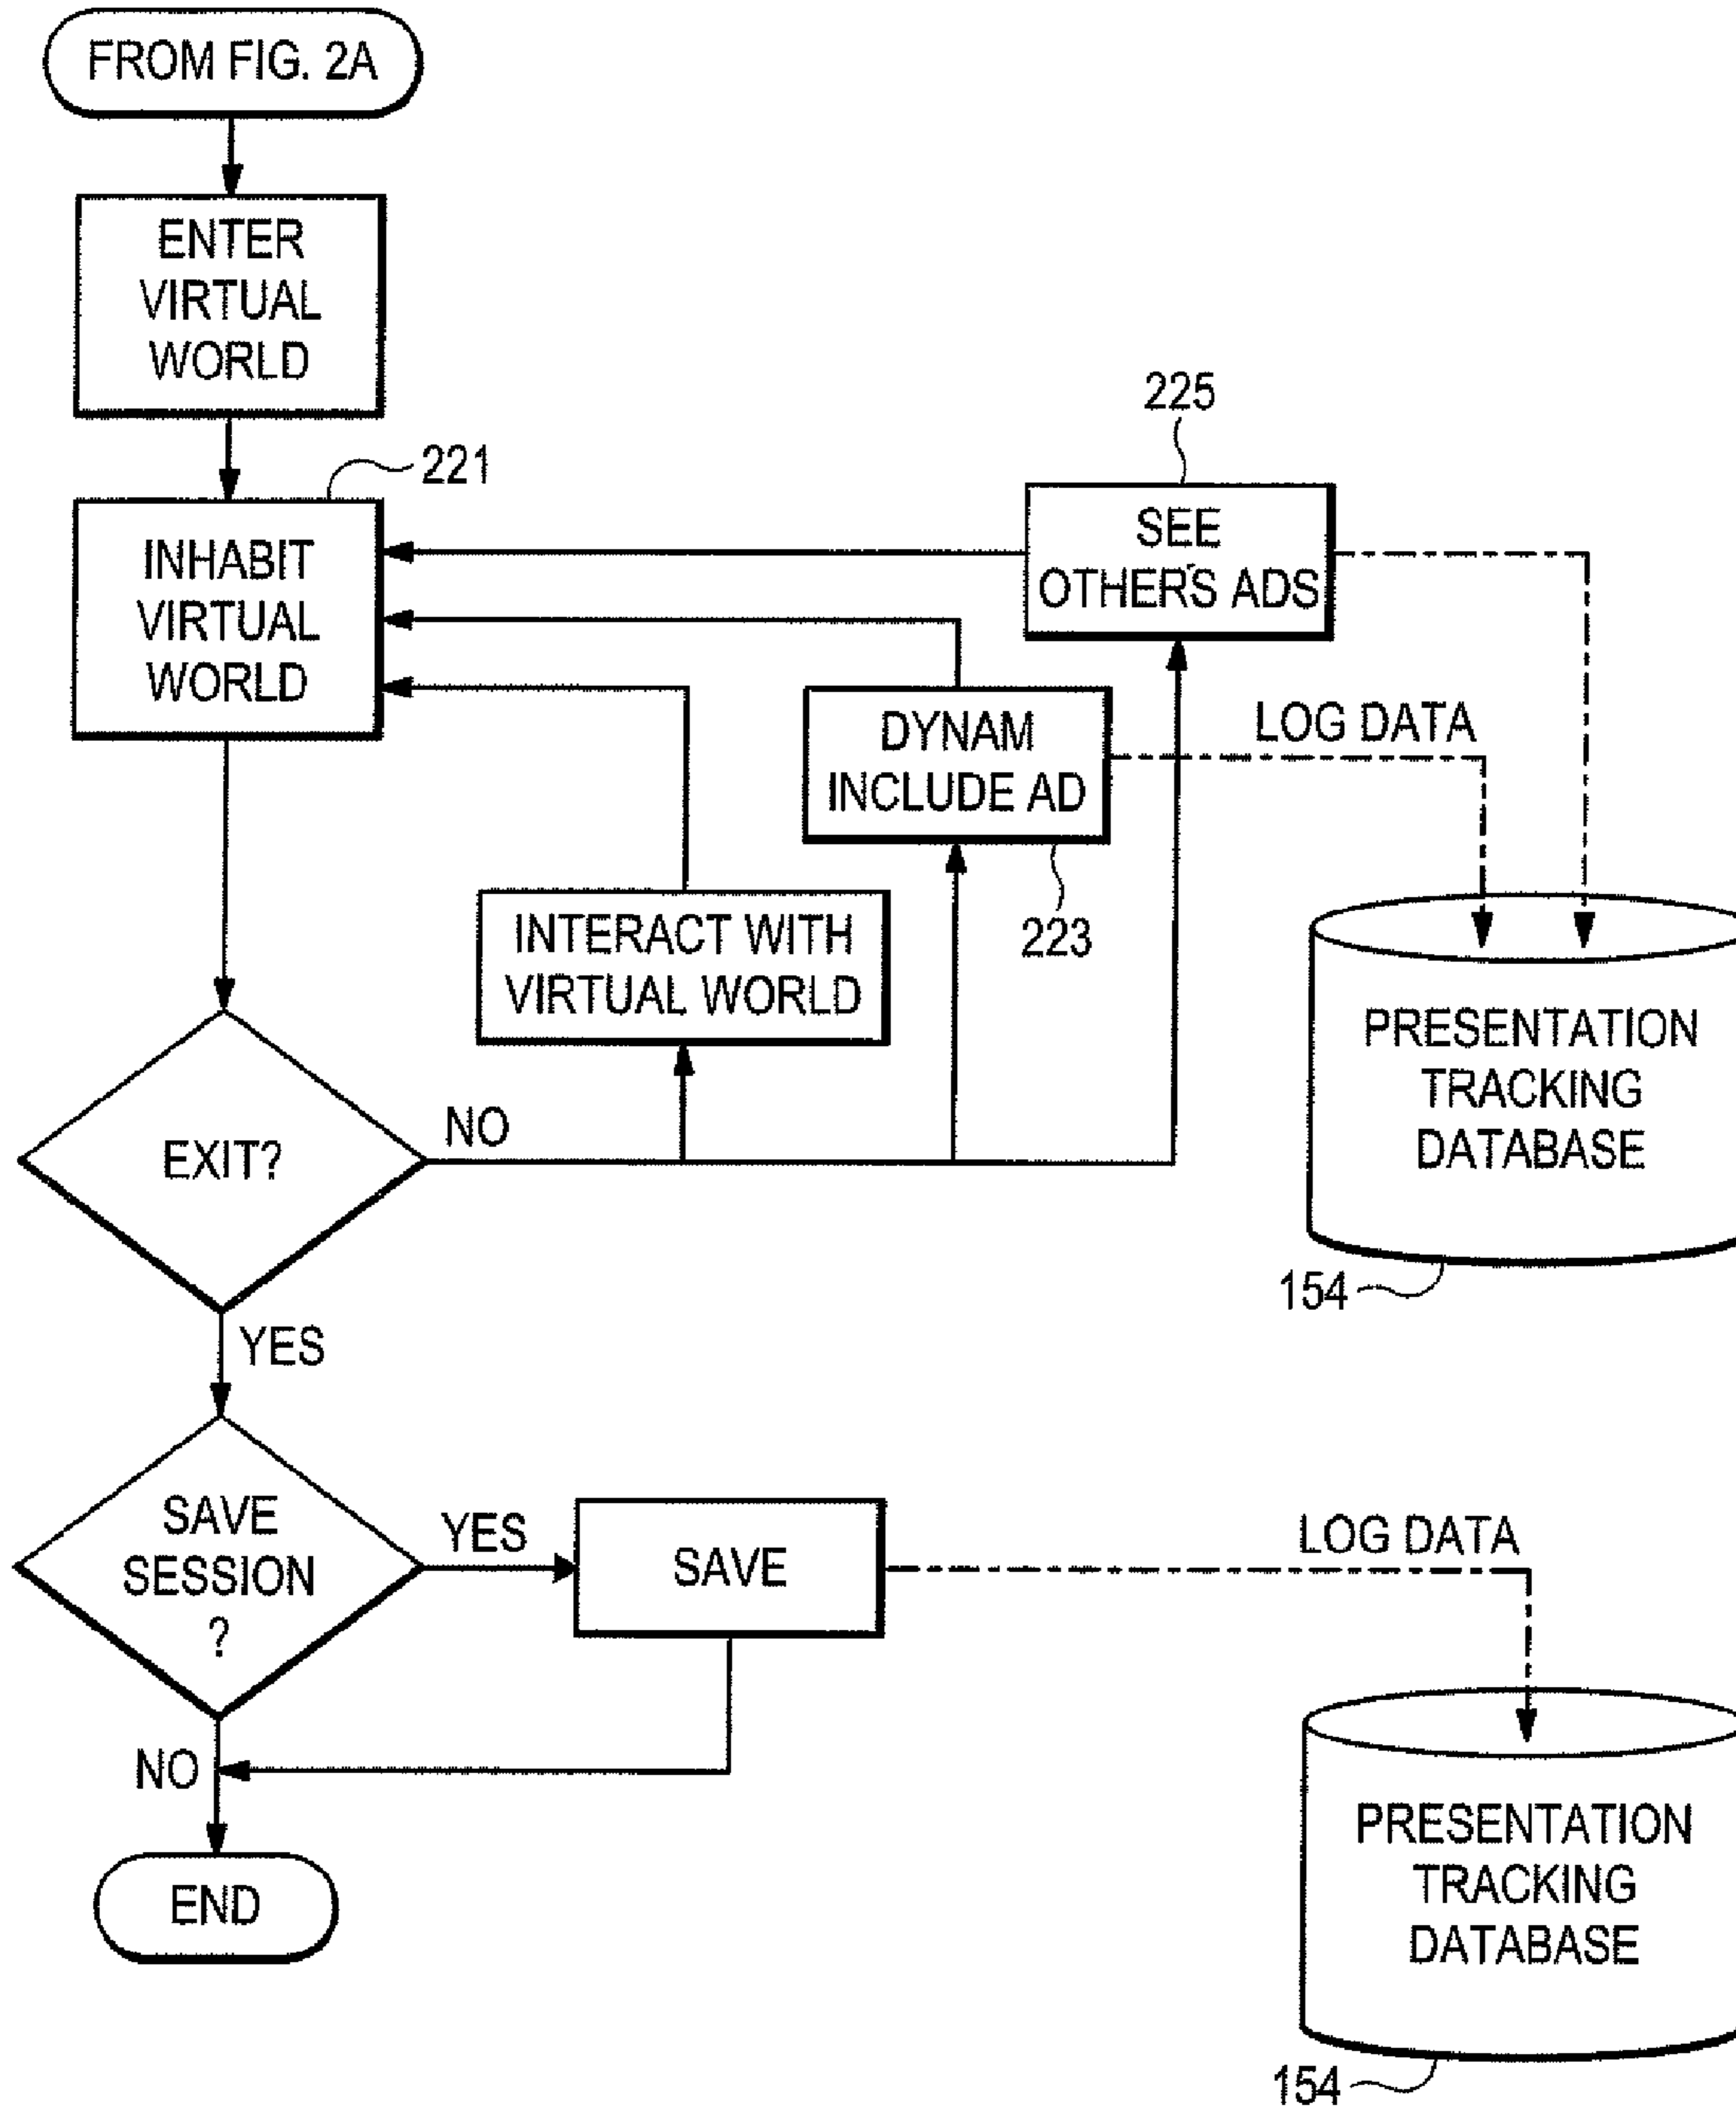 FROM FIG. 2A
ENTER
VIRTUAL
WORLD
221
INHABIT
VIRTUAL
WORLD
225
SEE
OTHER'S ADS
DYNAM
INCLUDE AD
223
LOG DATA
INTERACT WITH
VIRTUAL WORLD
PRESENTATION
TRACKING
DATABASE
154
EXIT?
NO
YES
SAVE
SESSION
?
YES
SAVE
LOG DATA
NO
END
PRESENTATION
TRACKING
DATABASE
154